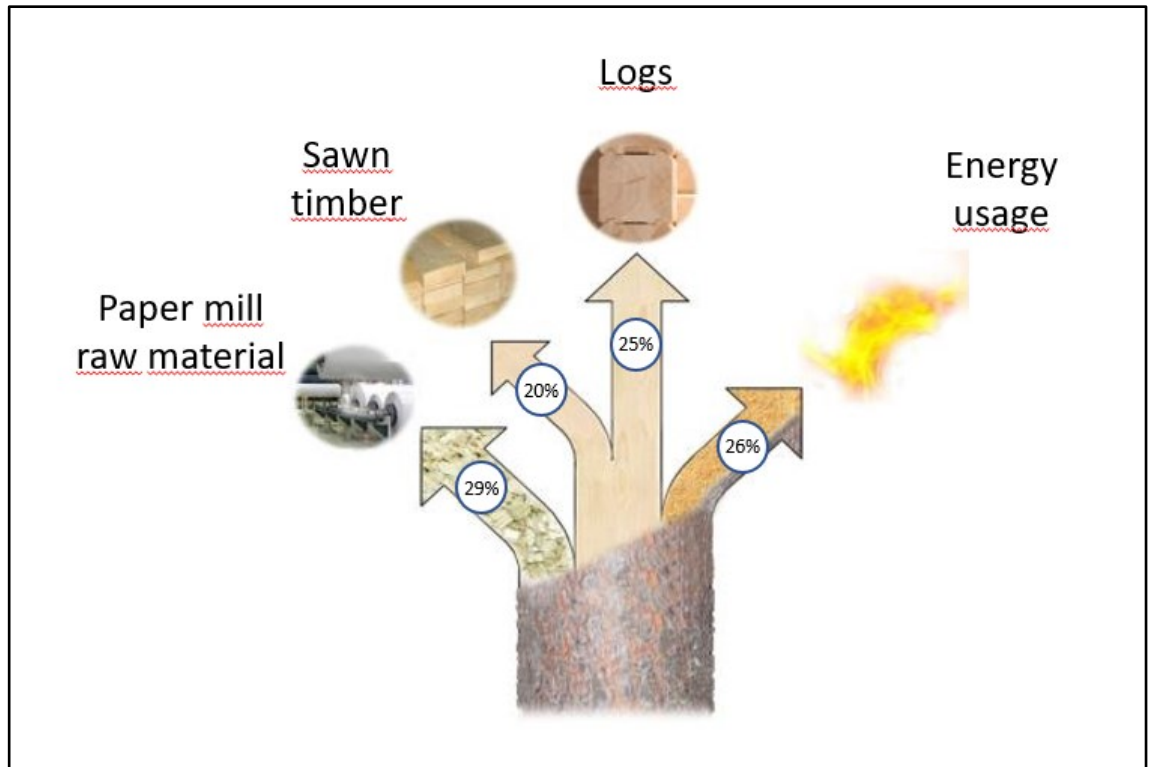 Logs
Sawn
timber
Energy
usage
Paper mill
raw material
25%
20%
26%
29%